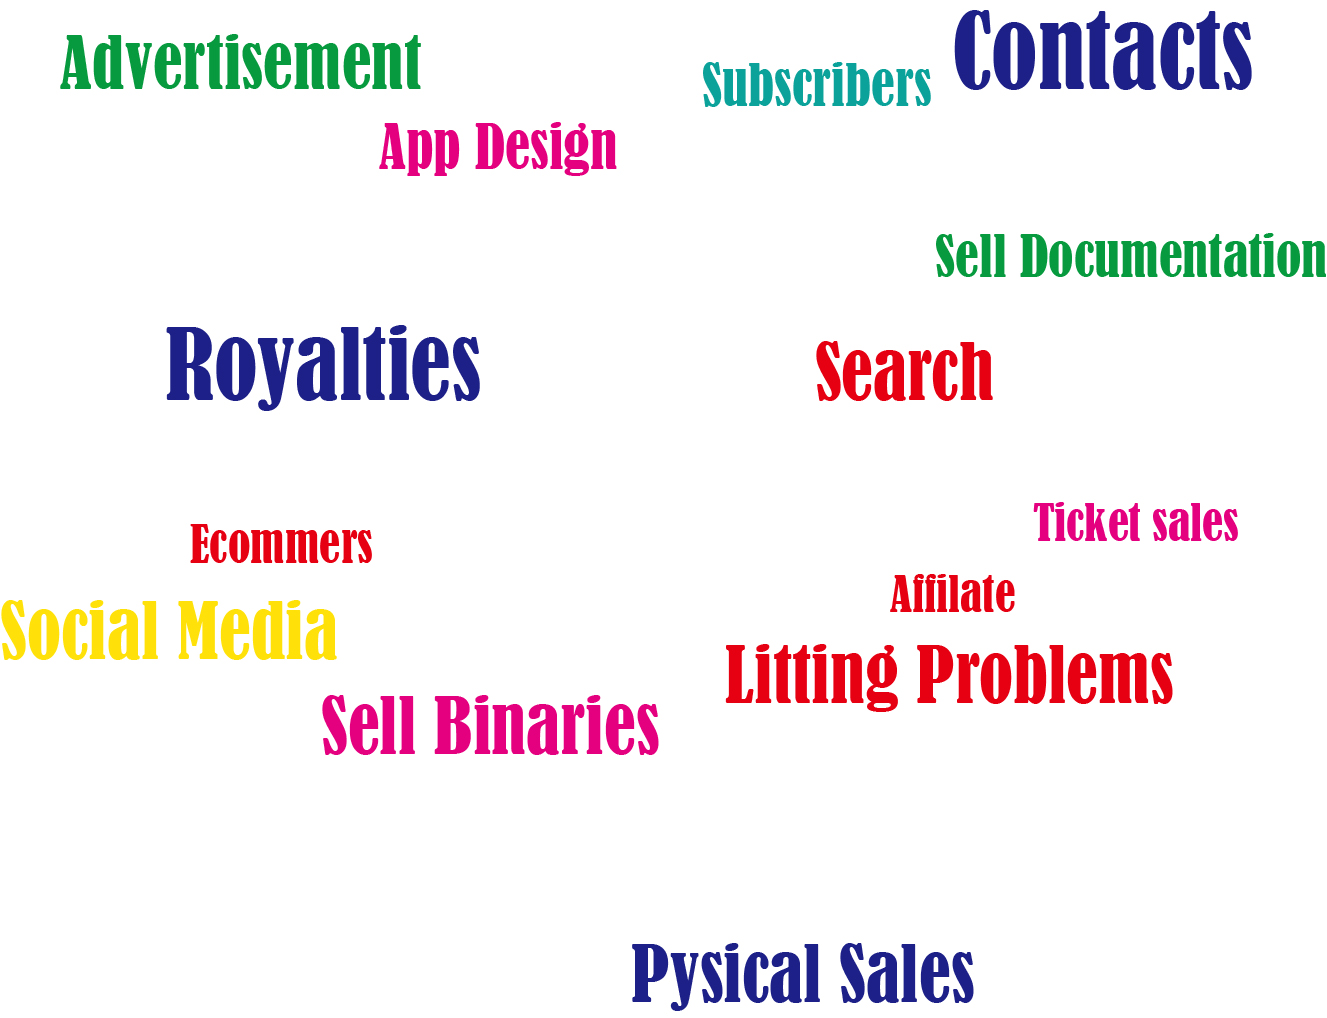 Contacts
Advertisement
Subscribers
App Design
Sell Documentation
Royalties
Search
Ticket sales
Ecommers
Affilate
Social Media
Litting Problems
Sell Binaries
Pysical Sales